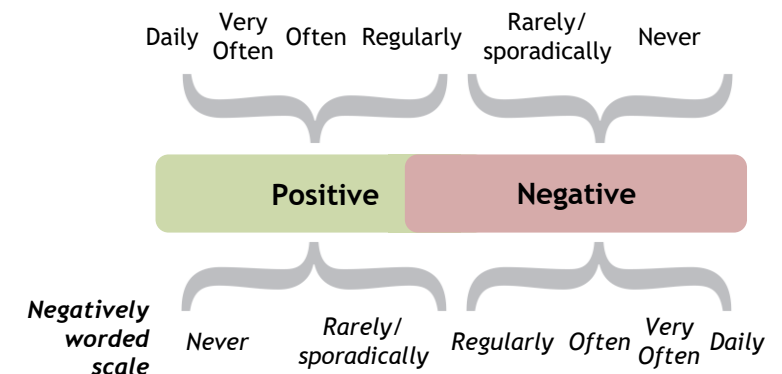 Daily Very Often Often Regularly Rarely/ sporadically Never
Positive Negative
Negatively worded scale
Never Rarely/ sporadically Regularly Often Very Often Daily